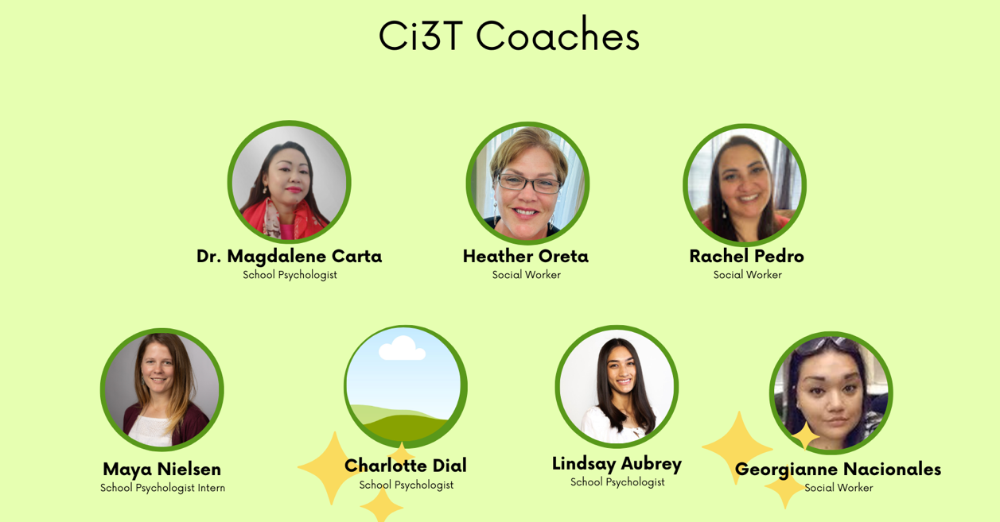 Ci3T Coaches
Dr. Magdalene Carta
School Psychologist
Heather Oreta
Social Worker
Rachel Pedro
Social Worker
Maya Nielsen
School Psychologist Intern
Charlotte Dial
School Psychologist
Lindsay Aubrey
School Psychologist
Georgianne Nacionales
Social Worker